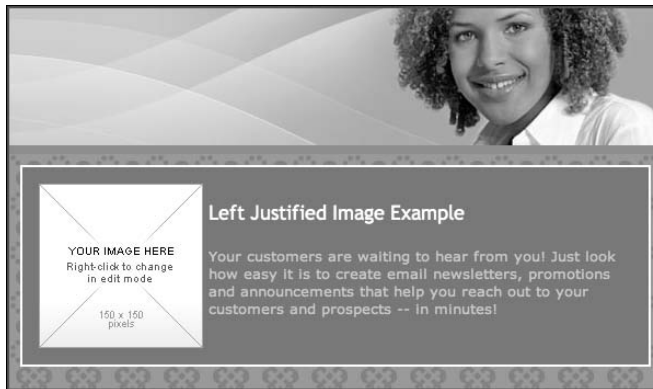 Left Justified Image Example
YOUR IMAGE HERE
Right-click to change
in edit mode
150 x 150
pixels
Your customers are waiting to hear from you! Just look
how easy it is to create email newsletters, promotions
and announcements that help you reach out to your
customers and prospects -- in minutes!